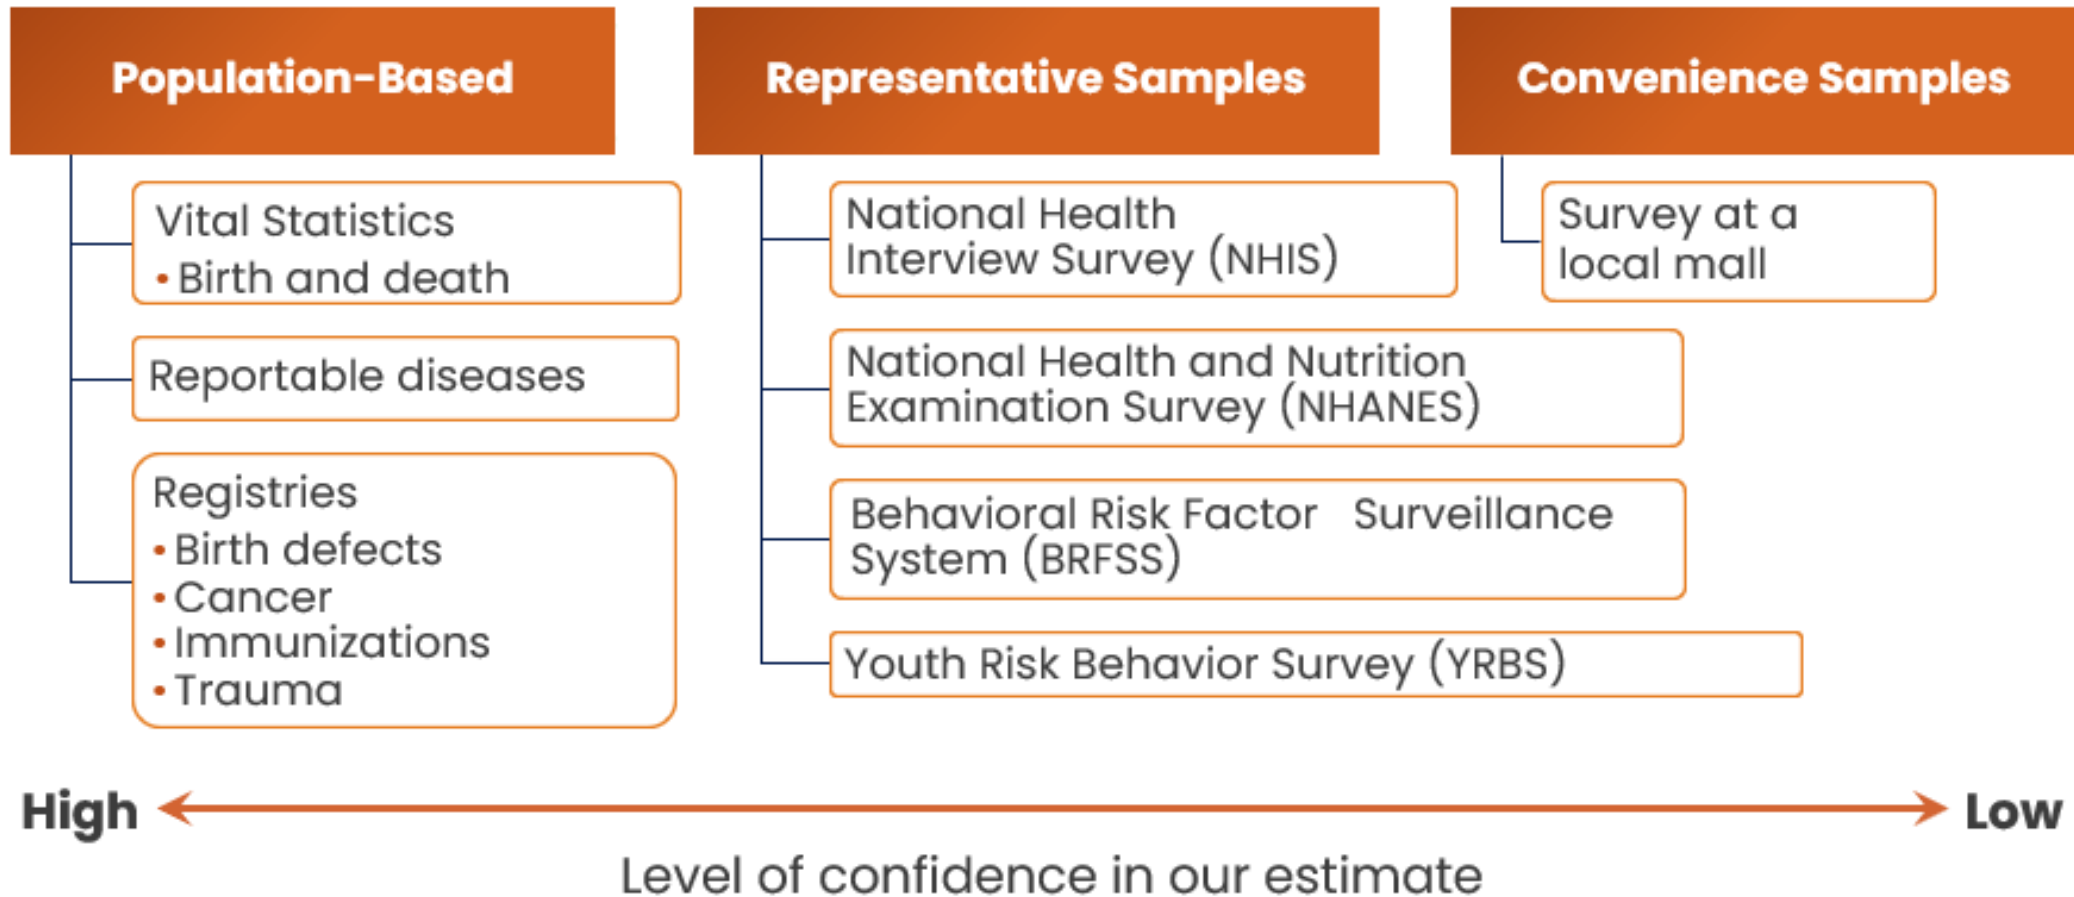 Population-Based
Vital Statistics
• Birth and death
Reportable diseases
Registries
• Birth defects
• Cancer
• Immunizations
• Trauma
Representative Samples
National Health
Interview Survey (NHIS)
National Health and Nutrition
Examination Survey (NHANES)
Behavioral Risk Factor Surveillance
System (BRFSS)
Youth Risk Behavior Survey (YRBS)
Convenience Samples
Survey at a
local mall
High
Low
Level of confidence in our estimate